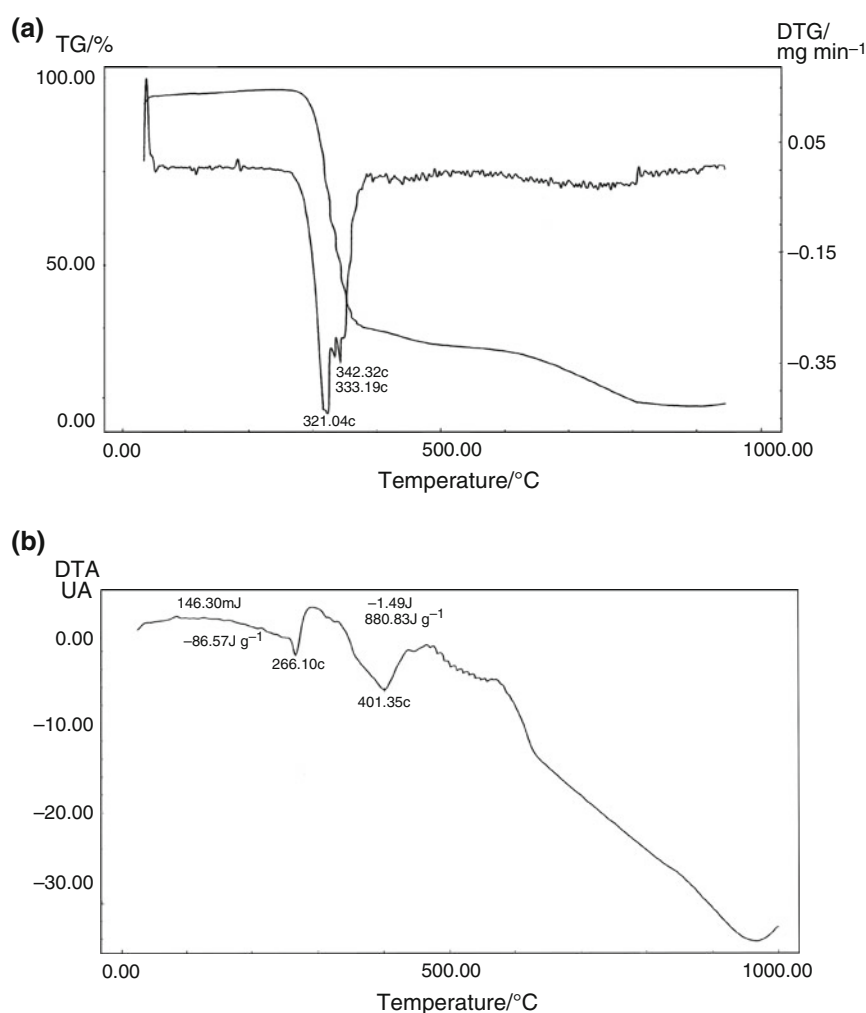 (a)
TG/%
DTG/
mg min–1
100.00
50.00
0.00
0.05
–0.15
–0.35
342.32c
333.19c
321.04c
0.00
500.00
1000.00
Temperature/°C
(b)
DTA
UA
0.00
–10.00
–20.00
–30.00
146.30mJ
–86.57J g–1
266.10c
–1.49J
880.83J g–1
401.35c
0.00
500.00
1000.00
Temperature/°C